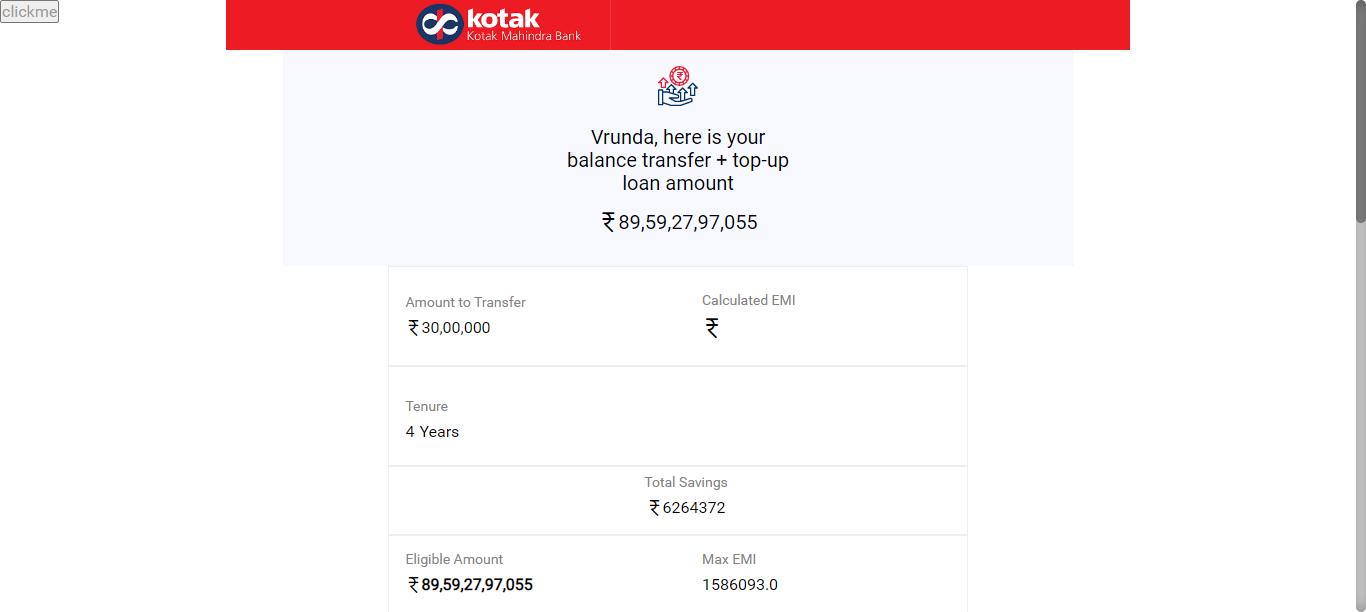 clickme
kotak
Kotak Mahindra Bank
Vrunda, here is your
balance transfer + top-up
loan amount
₹ 89,59,27,97,055
Amount to Transfer
₹ 30,00,000
Calculated EMI
₹
Tenure
4 Years
Total Savings
₹ 6264372
Eligible Amount
₹ 89,59,27,97,055
Max EMI
1586093.0